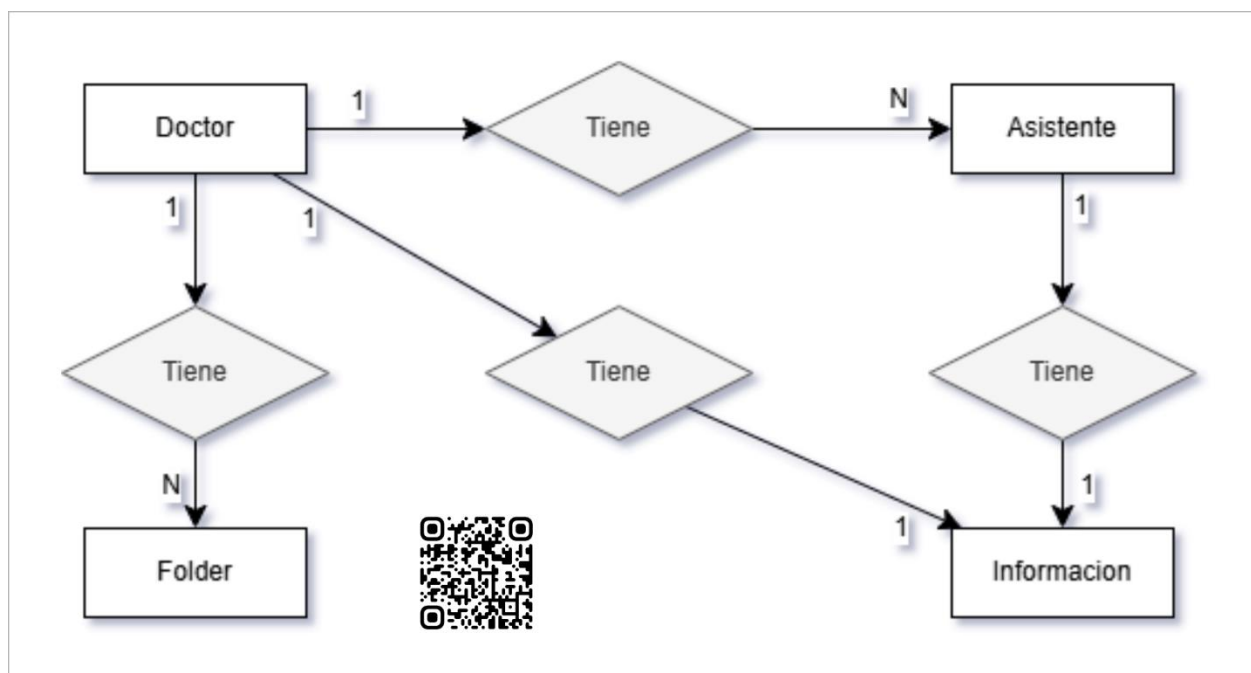 Doctor
1
Tiene
N
Asistente
1
1
1
Tiene
Tiene
Tiene
N
1
1
Folder
Informacion